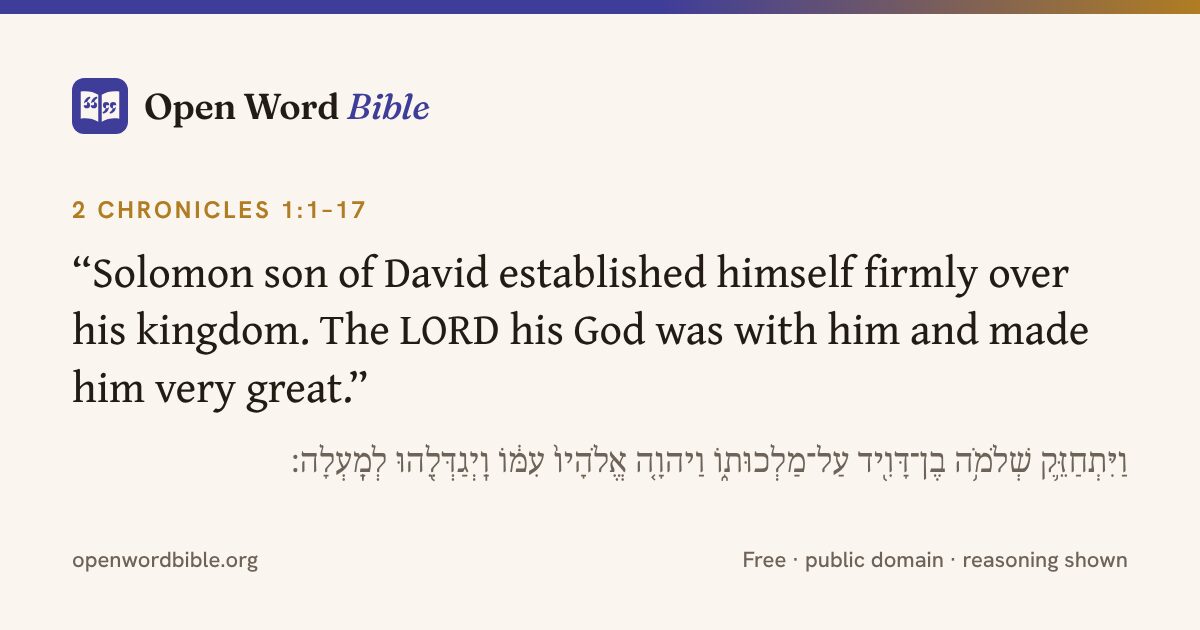 Open Word Bible
2 CHRONICLES 1:1–17
“Solomon son of David established himself firmly over
his kingdom. The LORD his God was with him and made
him very great.”
וַיִּתְחַזֵּ֛ק שְׁלֹמֹ֥ה בֶן־דָּוִ֖יד עַל־מַלְכוּת֑וֹ וַיהוָ֤ה אֱלֹהָיו֙ עִמּ֔וֹ וַֽיְגַדְּלֵ֖הוּ לְמָֽעְלָה׃
openwordbible.org
Free · public domain · reasoning shown